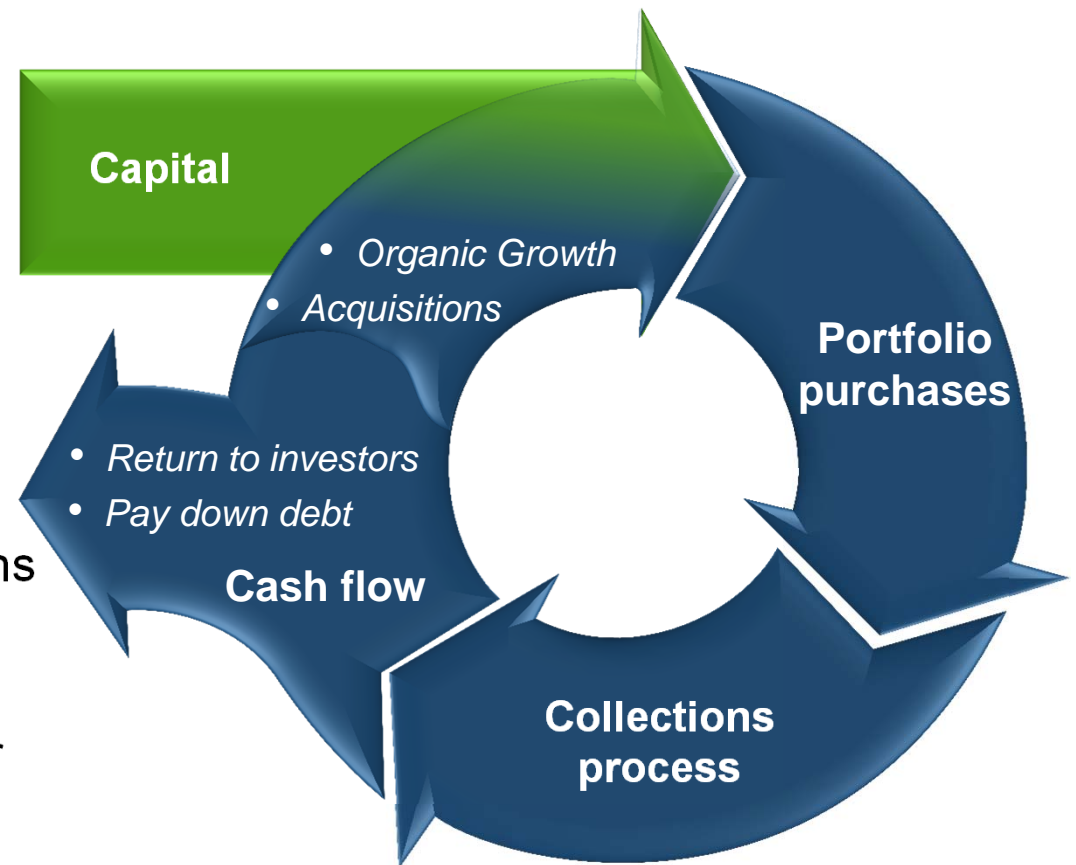 Capital
• Organic Growth
• Acquisitions
Portfolio
purchases
• Return to investors
• Pay down debt
Cash flow
Collections
process